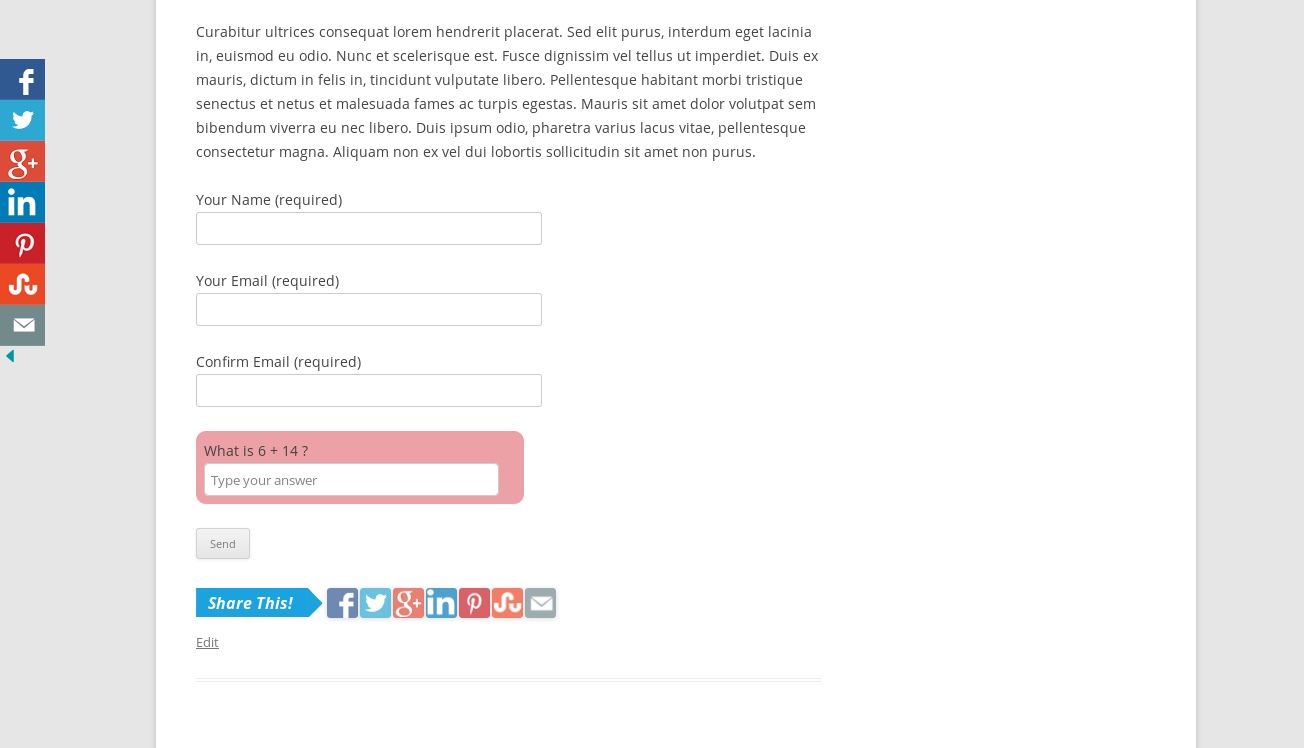 Curabitur ultrices consequat lorem hendrerit placerat. Sed elit purus, interdum eget lacinia
in, euismod eu odio. Nunc et scelerisque est. Fusce dignissim vel tellus ut imperdiet. Duis ex
mauris, dictum in felis in, tincidunt vulputate libero. Pellentesque habitant morbi tristique
senectus et netus et malesuada fames ac turpis egestas. Mauris sit amet dolor volutpat sem
bibendum viverra eu nec libero. Duis ipsum odio, pharetra varius lacus vitae, pellentesque
consectetur magna. Aliquam non ex vel dui lobortis sollicitudin sit amet non purus.
Your Name (required)
Your Email (required)
Confirm Email (required)
What is 6 + 14 ?
Type your answer
Send
Share This!
Edit